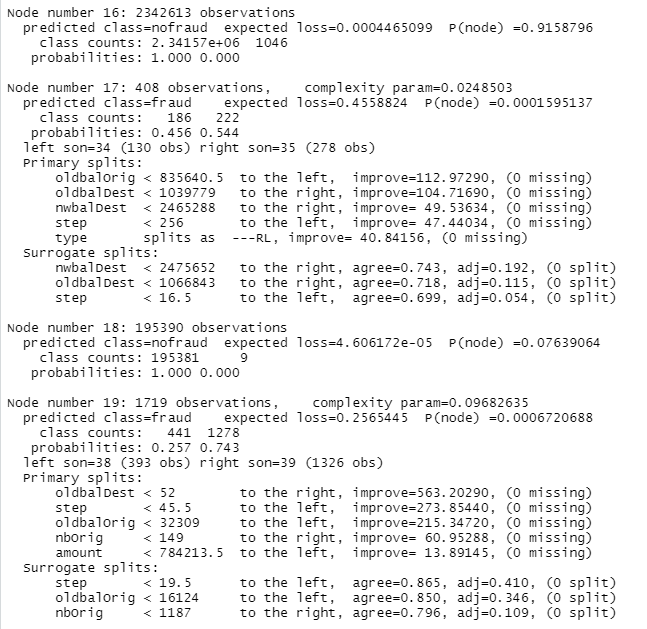 Node number 16: 2342613 observations
  predicted class=nofraud  expected loss=0.0004465099  P(node) =0.9158796
    class counts: 2.34157e+06  1046
   probabilities: 1.000 0.000

Node number 17: 408 observations,    complexity param=0.0248503
  predicted class=fraud    expected loss=0.4558824  P(node) =0.0001595137
    class counts:   186   222
   probabilities: 0.456 0.544
  left son=34 (130 obs) right son=35 (278 obs)
  Primary splits:
      oldbalOrig < 835640.5  to the left,  improve=112.97290, (0 missing)
      oldbalDest < 1039779   to the right, improve=104.71690, (0 missing)
      nwbalDest  < 2465288   to the right, improve= 49.53634, (0 missing)
      step       < 256       to the left,  improve= 47.44034, (0 missing)
      type       splits as  ---RL, improve= 40.84156, (0 missing)
  Surrogate splits:
      nwbalDest  < 2475652   to the right, agree=0.743, adj=0.192, (0 split)
      oldbalDest < 1066843   to the right, agree=0.718, adj=0.115, (0 split)
      step       < 16.5      to the left,  agree=0.699, adj=0.054, (0 split)

Node number 18: 195390 observations
  predicted class=nofraud  expected loss=4.606172e-05  P(node) =0.07639064
    class counts: 195381     9
   probabilities: 1.000 0.000

Node number 19: 1719 observations,    complexity param=0.09682635
  predicted class=fraud    expected loss=0.2565445  P(node) =0.0006720688
    class counts:   441  1278
   probabilities: 0.257 0.743
  left son=38 (393 obs) right son=39 (1326 obs)
  Primary splits:
      oldbalDest < 52        to the right, improve=563.20290, (0 missing)
      step       < 45.5      to the left,  improve=273.85440, (0 missing)
      oldbalOrig < 32309     to the left,  improve=215.34720, (0 missing)
      nbOrig     < 149       to the right, improve= 60.95288, (0 missing)
      amount     < 784213.5  to the left,  improve= 13.89145, (0 missing)
  Surrogate splits:
      step       < 19.5      to the left,  agree=0.865, adj=0.410, (0 split)
      oldbalOrig < 16124     to the left,  agree=0.850, adj=0.346, (0 split)
      nbOrig     < 1187      to the right, agree=0.796, adj=0.109, (0 split)